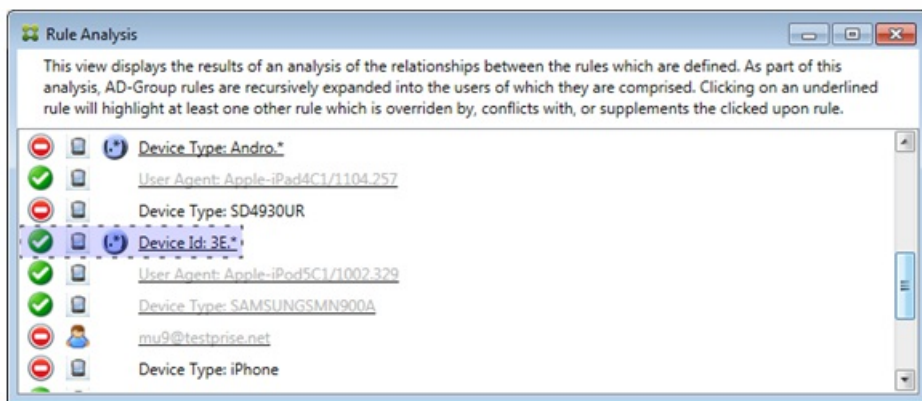 Rule Analysis
This view displays the results of an analysis of the relationships between the rules which are defined. As part of this
analysis, AD-Group rules are recursively expanded into the users of which they are comprised. Clicking on an underlined
rule will highlight at least one other rule which is overriden by, conflicts with, or supplements the clicked upon rule.
(.*) Device Type: Andro.*
User Agent: Apple-iPad4C1/1104.257
Device Type: SD4930UR
(.*) Device Id: 3E.*
User Agent: Apple-iPod5C1/1002.329
Device Type: SAMSUNGSMN900A
mu9@testprise.net
Device Type: iPhone